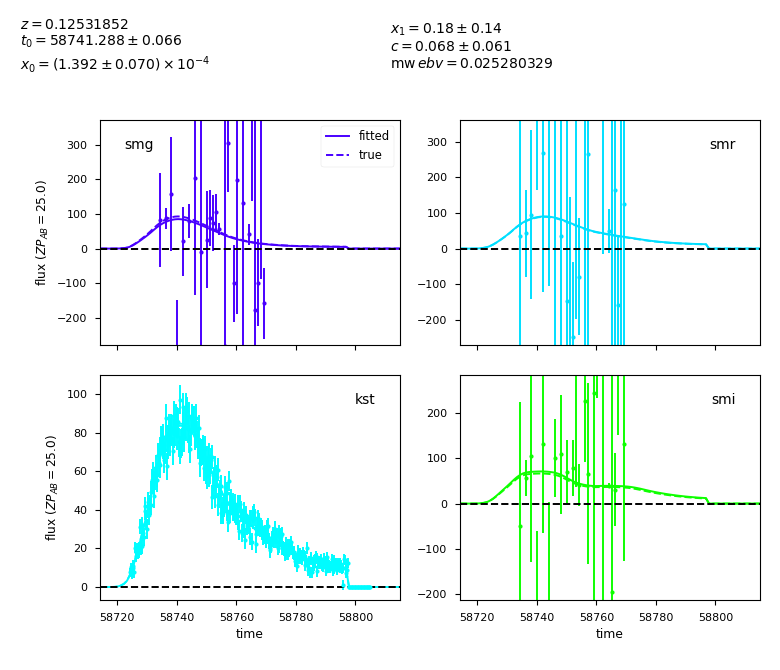 z = 0.12531852
t₀ = 58741.288 ± 0.066
x₀ = (1.392 ± 0.070) × 10⁻⁴
x₁ = 0.18 ± 0.14
c = 0.068 ± 0.061
mw ebv = 0.025280329
smg
fitted
true
300
200
100
0
−100
−200
flux (ZP_AB = 25.0)
smr
300
200
100
0
−100
−200
kst
100
80
60
40
20
0
flux (ZP_AB = 25.0)
58720 58740 58760 58780 58800
time
smi
200
100
0
−100
−200
58720 58740 58760 58780 58800
time